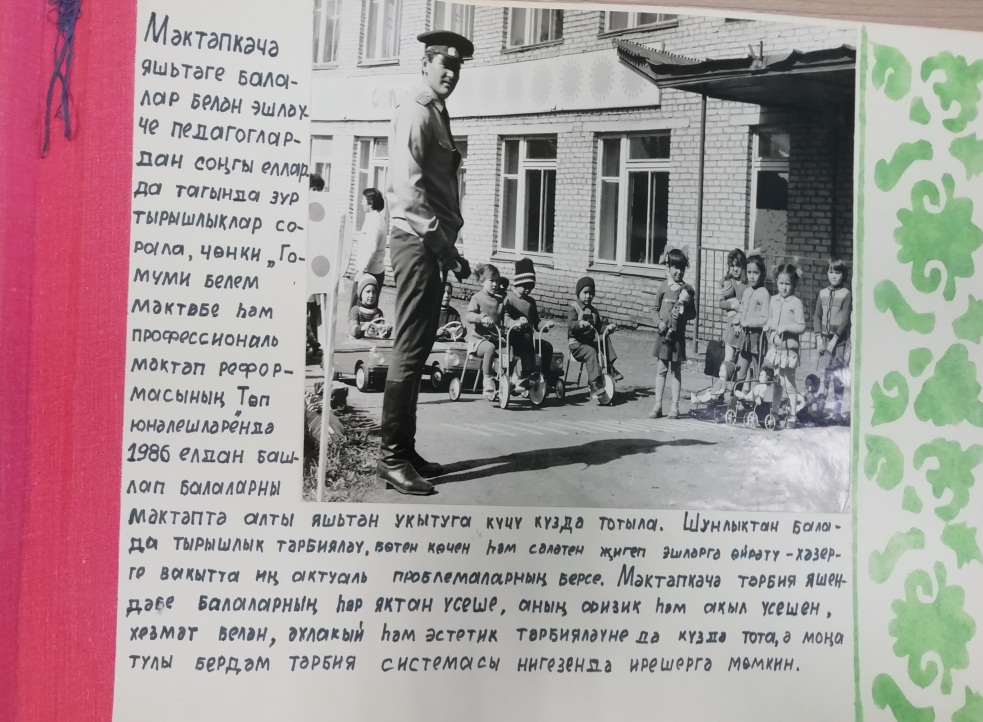 Мәктәпкәчә
яшьтәге бала-
лар белән эшләү-
че педагоглар-
дан соңгы еллар
да тагында зур
тырышлыклар со-
рала, чөнки „Го-
муми белем
мәктәбе һәм
профессиональ
мәктәп рефор-
масының Төп
юнәлешләрендә"
1986 елдан баш-
лап балаларны
мәктәптә алты яшьтән укытуга күчү күздә тотыла. Шунлыктан бала-
да тырышлык тәрбияләү, бөтен көчен һәм сәләтен җигеп эшләргә өйрәтү - хәзер-
ге вакытта иң актуаль проблемаларның берсе. Мәктәпкәчә тәрбия яшен-
дәге балаларның һәр яктан үсеше, аның физик һәм акыл үсешен,
хезмәт белән, әхлакый һәм эстетик тәрбияләүне дә күздә тота, ә моңа
тулы бердәм тәрбия системасы нигезендә ирешергә мөмкин.